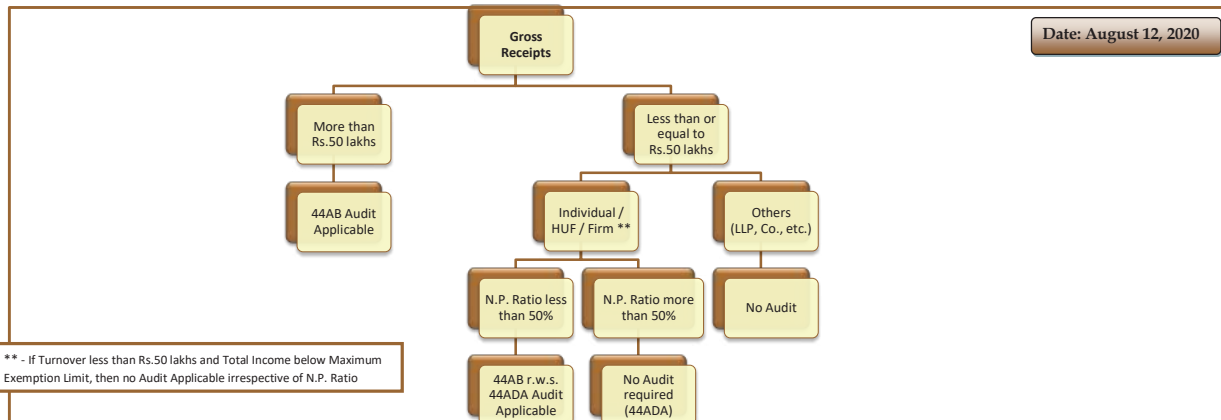 Gross
Receipts
Date: August 12, 2020
More than
Rs.50 lakhs
Less than or
equal to
Rs.50 lakhs
44AB Audit
Applicable
Individual /
HUF / Firm **
Others
(LLP, Co., etc.)
N.P. Ratio less
than 50%
N.P. Ratio more
than 50%
No Audit
** - If Turnover less than Rs.50 lakhs and Total Income below Maximum
Exemption Limit, then no Audit Applicable irrespective of N.P. Ratio
44AB r.w.s.
44ADA Audit
Applicable
No Audit
required
(44ADA)